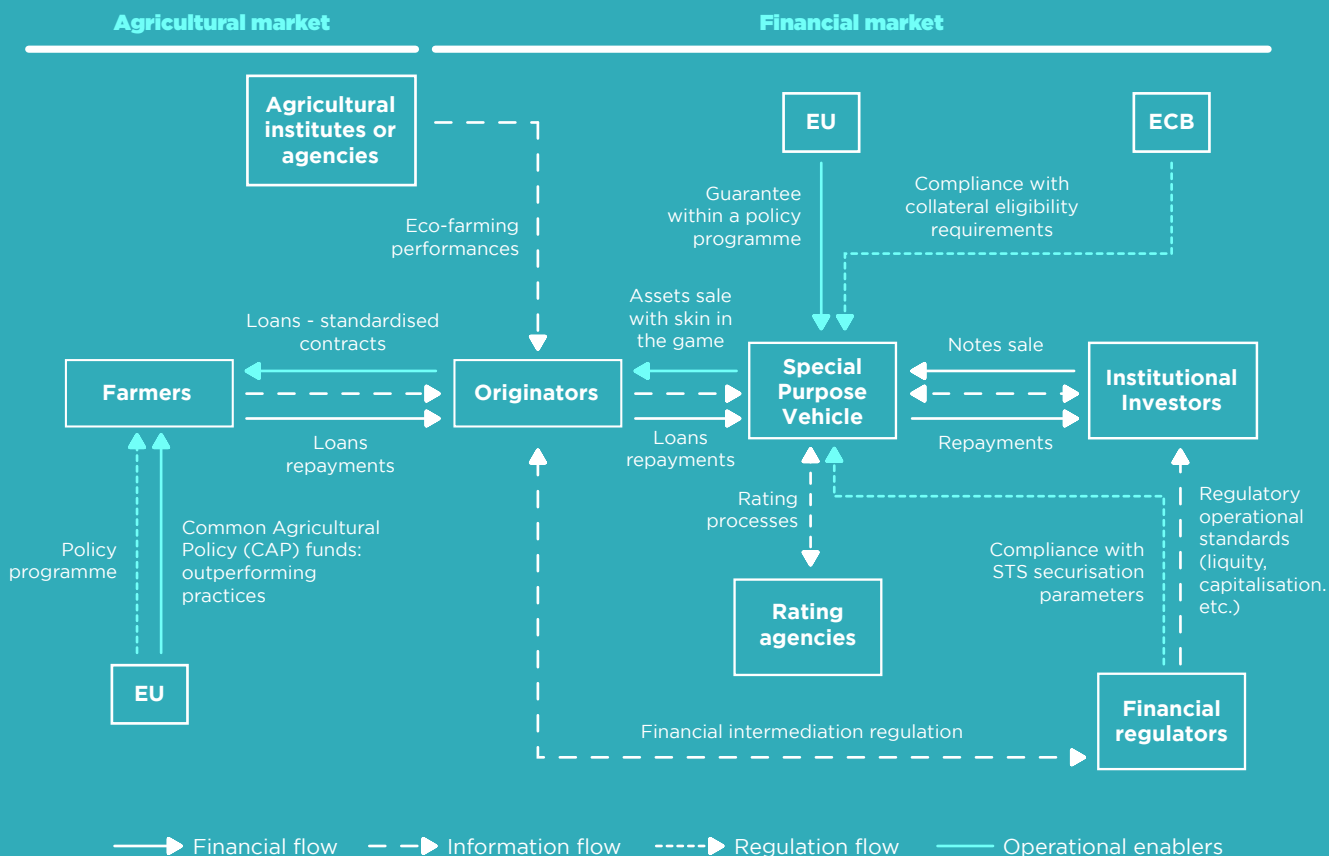 Agricultural market
Financial market
Agricultural
institutes or
agencies
EU
ECB
Guarantee
within a policy
programme
Compliance with
collateral eligibility
requirements
Eco-farming
performances
Loans - standardised
contracts
Assets sale
with skin in
the game
Notes sale
Farmers
Originators
Special
Purpose
Vehicle
Institutional
Investors
Loans
repayments
Loans
repayments
Repayments
Policy
programme
Common Agricultural
Policy (CAP) funds:
outperforming
practices
Rating
processes
Compliance with
STS securisation
parameters
Regulatory
operational
standards
(liquity,
capitalisation.
etc.)
Rating
agencies
EU
Financial
regulators
Financial intermediation regulation
Financial flow
Information flow
Regulation flow
Operational enablers